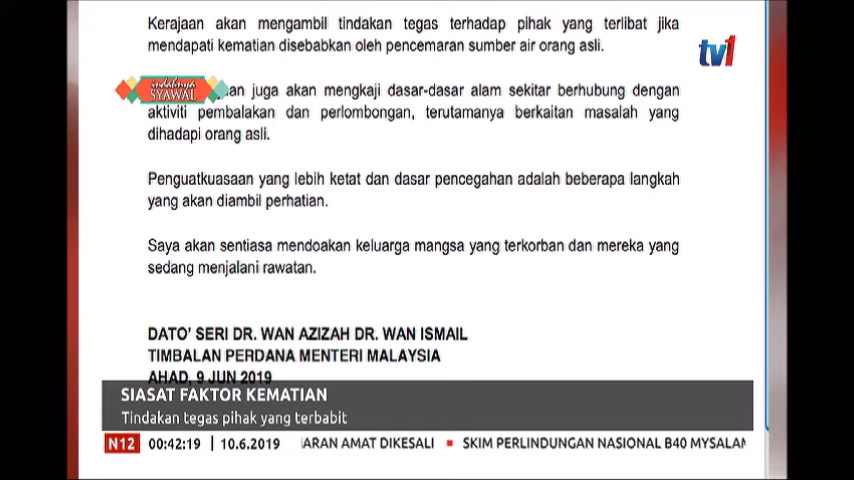 Kerajaan akan mengambil tindakan tegas terhadap pihak yang terlibat jika
mendapati kematian disebabkan oleh pencemaran sumber air orang asli.
tv1
indahnya
SYAWAL
juga akan mengkaji dasar-dasar alam sekitar berhubung dengan
aktiviti pembalakan dan perlombongan, terutamanya berkaitan masalah yang
dihadapi orang asli.
Penguatkuasaan yang lebih ketat dan dasar pencegahan adalah beberapa langkah
yang akan diambil perhatian.
Saya akan sentiasa mendoakan keluarga mangsa yang terkorban dan mereka yang
sedang menjalani rawatan.
DATO' SERI DR. WAN AZIZAH DR. WAN ISMAIL
TIMBALAN PERDANA MENTERI MALAYSIA
AHAD, 9 JUN 2019
SIASAT FAKTOR KEMATIAN
Tindakan tegas pihak yang terbabit
N12 00:42:19 | 10.6.2019 ARAN AMAT DIKESALI ▪ SKIM PERLINDUNGAN NASIONAL B40 MYSALAM